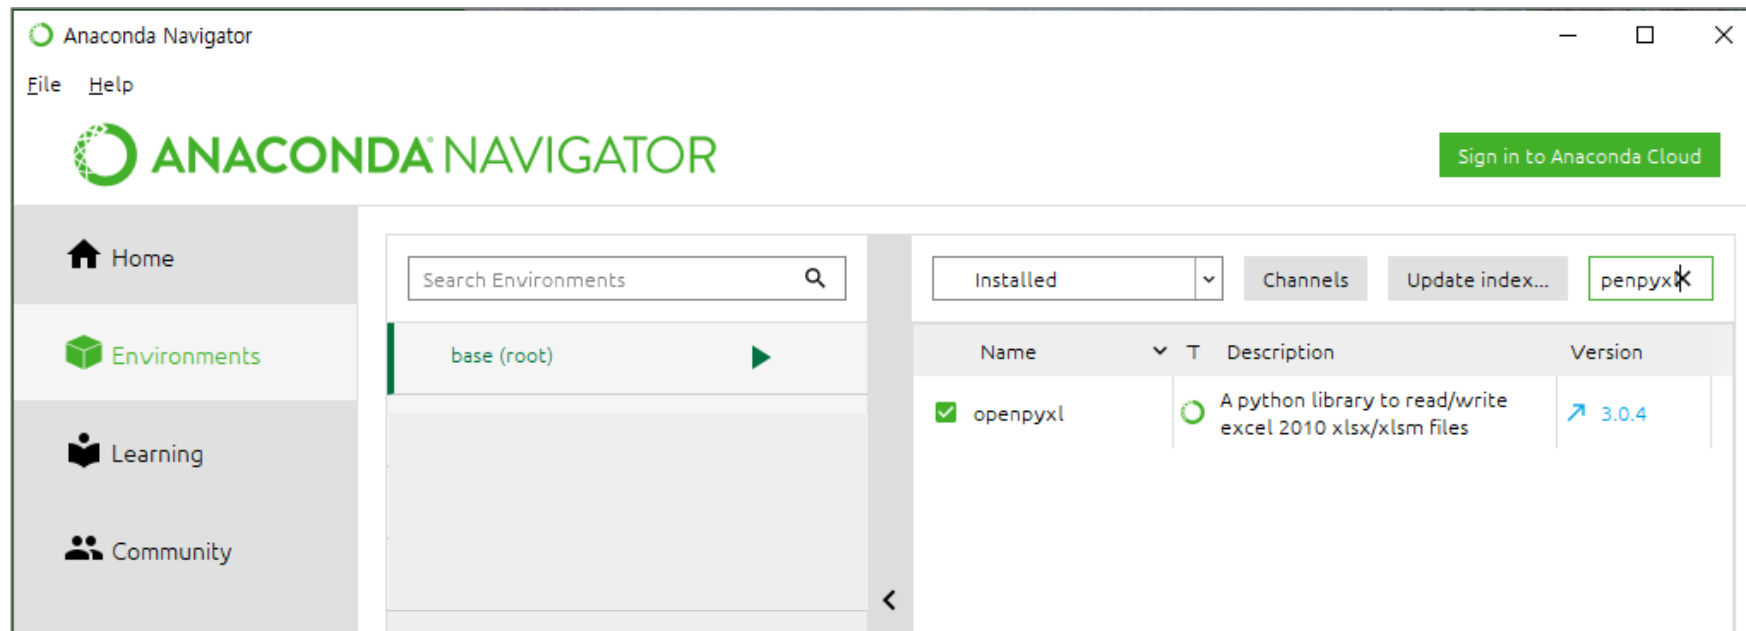 Anaconda Navigator
File Help
ANACONDA NAVIGATOR
Sign in to Anaconda Cloud
Home
Environments
Learning
Community
Search Environments
base (root)
Installed Channels Update index... penpyxl
Name T Description Version
openpyxl A python library to read/write
excel 2010 xlsx/xlsm files 3.0.4